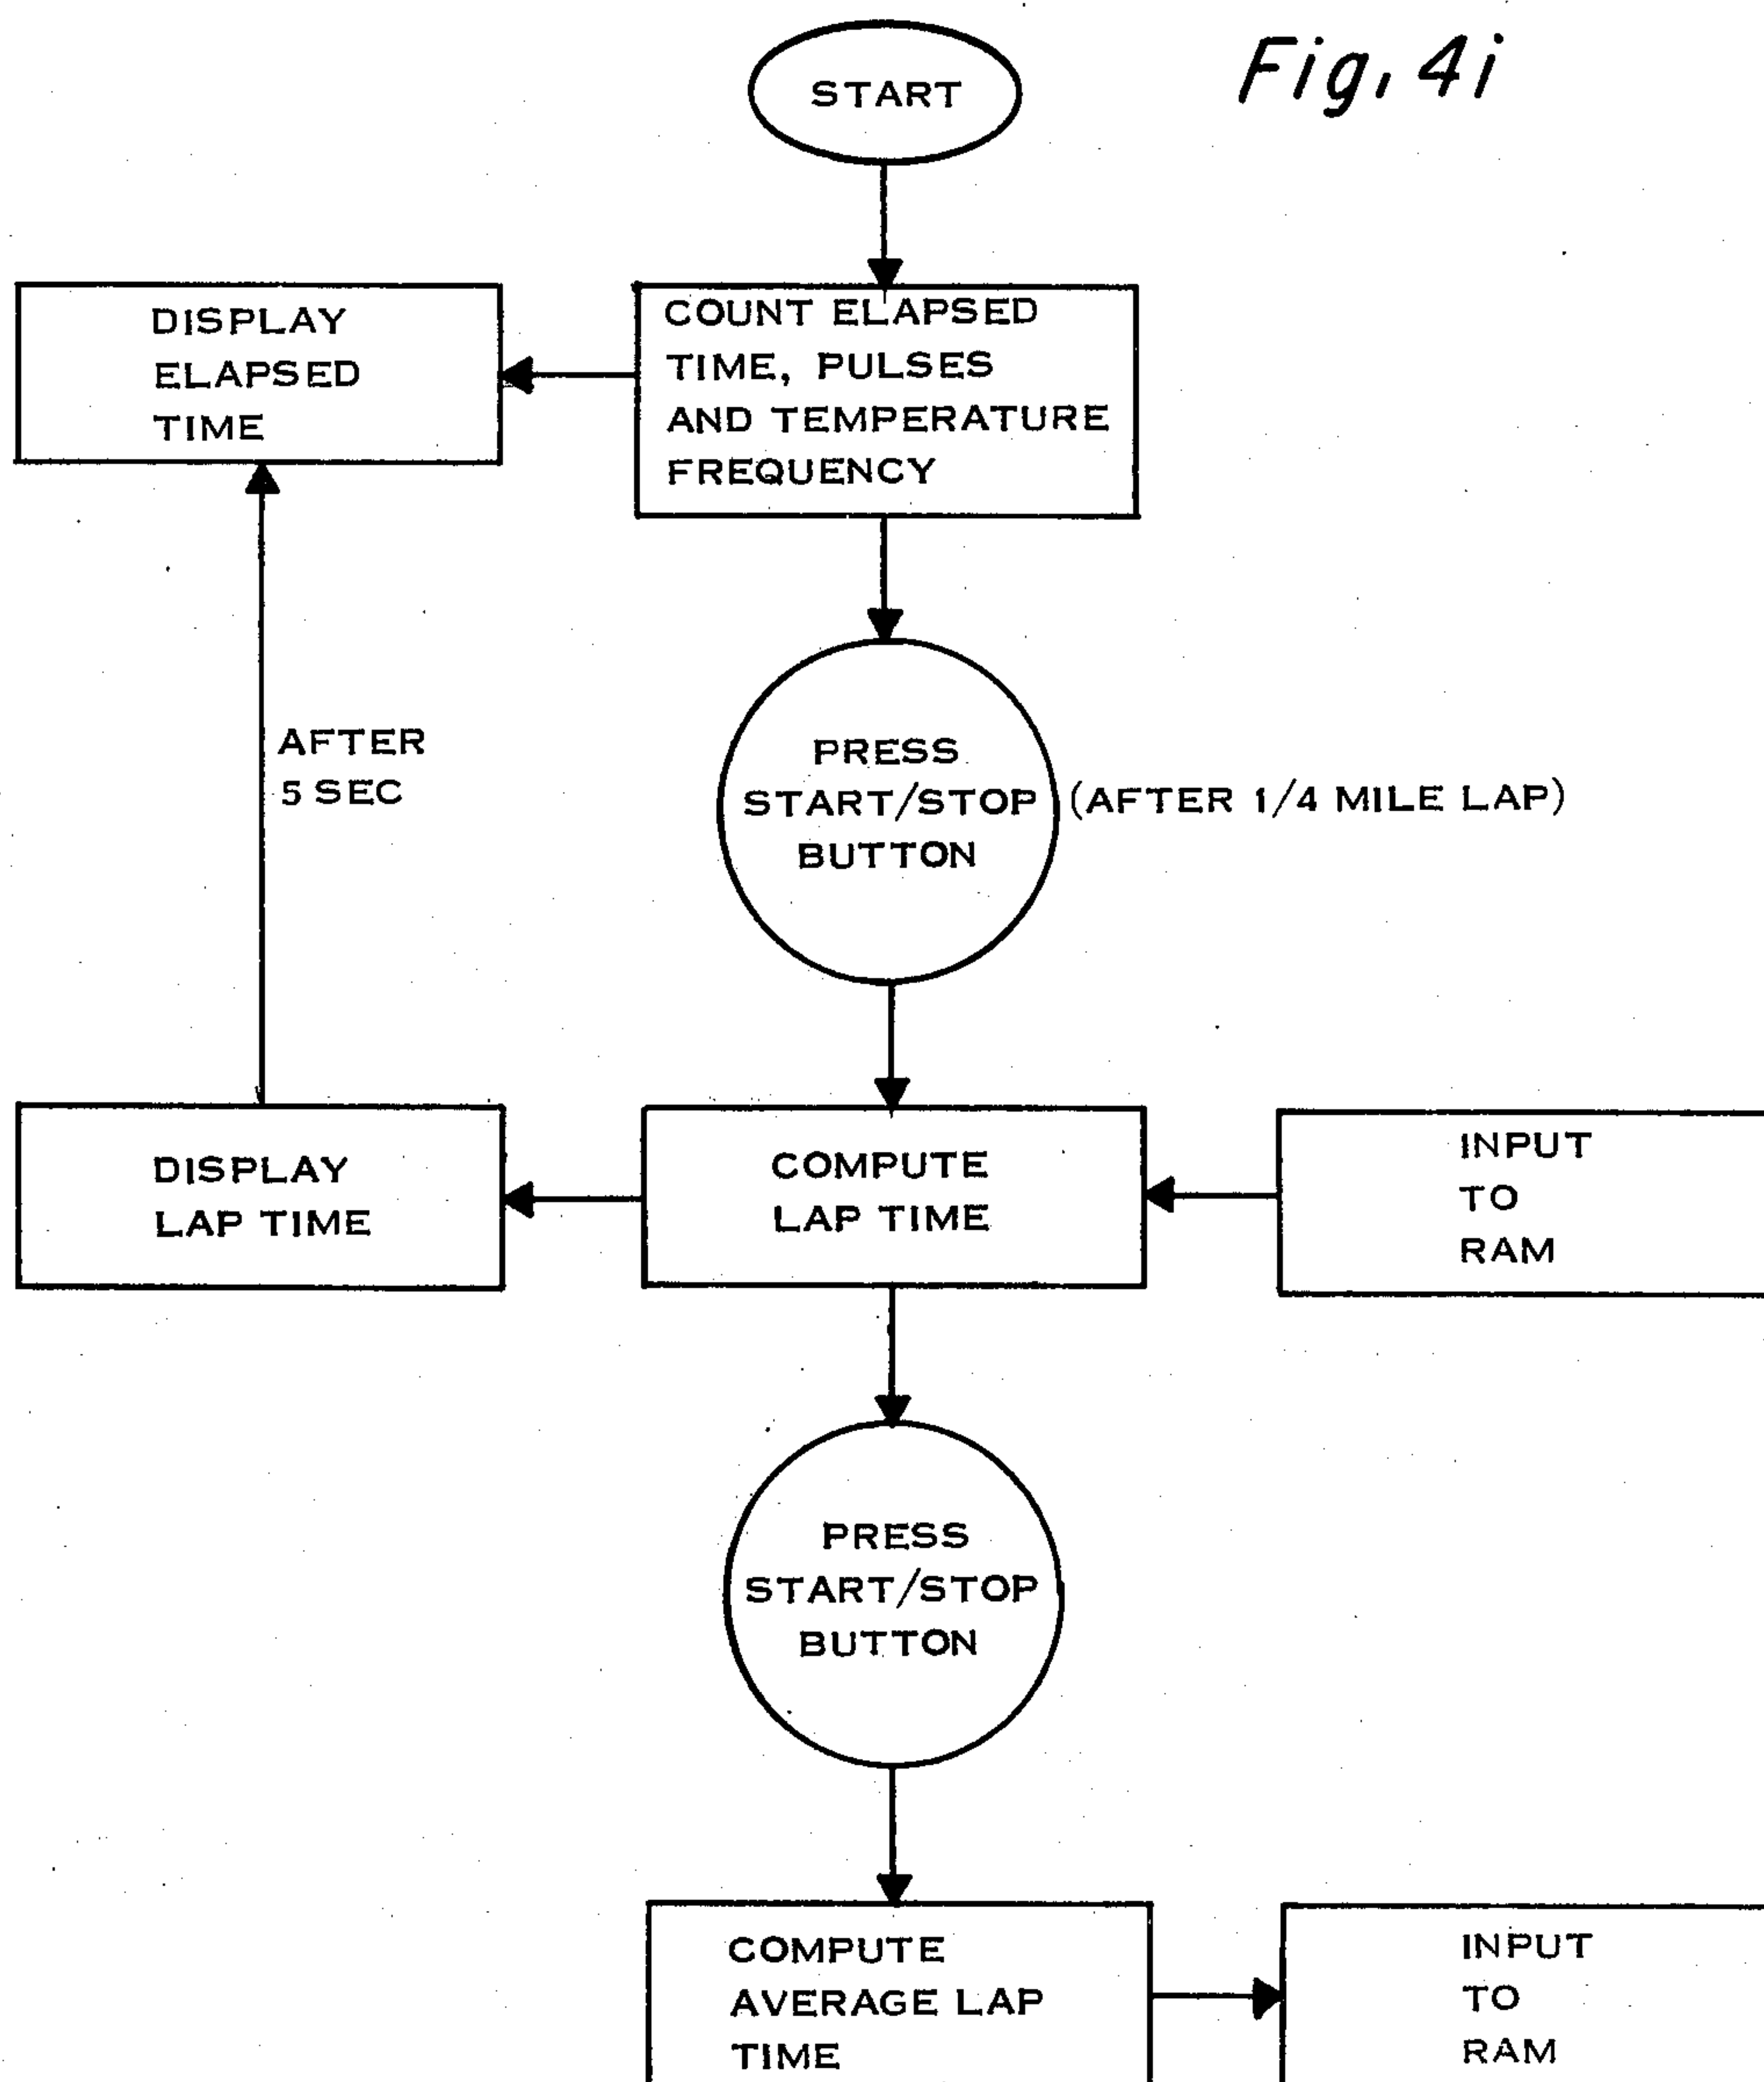 Fig. 4i
START
DISPLAY
ELAPSED
TIME
COUNT ELAPSED
TIME, PULSES
AND TEMPERATURE
FREQUENCY
AFTER
5 SEC
PRESS
START/STOP
BUTTON
(AFTER 1/4 MILE LAP)
DISPLAY
LAP TIME
COMPUTE
LAP TIME
INPUT
TO
RAM
PRESS
START/STOP
BUTTON
COMPUTE
AVERAGE LAP
TIME
INPUT
TO
RAM